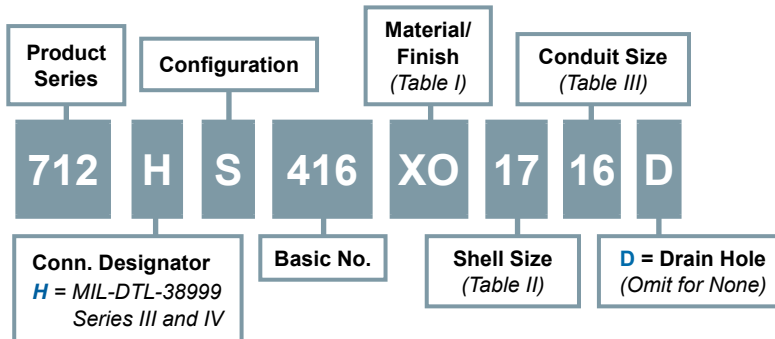 Product
Series
Configuration
Material/
Finish
(Table I)
Conduit Size
(Table III)
712 H S 416 XO 17 16 D
Conn. Designator
H = MIL-DTL-38999
Series III and IV
Basic No.
Shell Size
(Table II)
D = Drain Hole
(Omit for None)